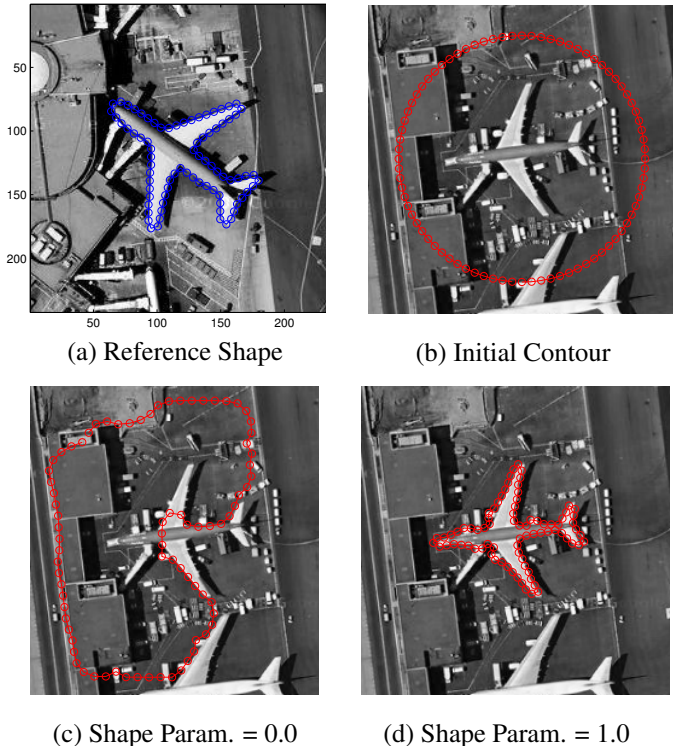 50
100
150
200
50 100 150 200
(a) Reference Shape
(b) Initial Contour
(c) Shape Param. = 0.0
(d) Shape Param. = 1.0